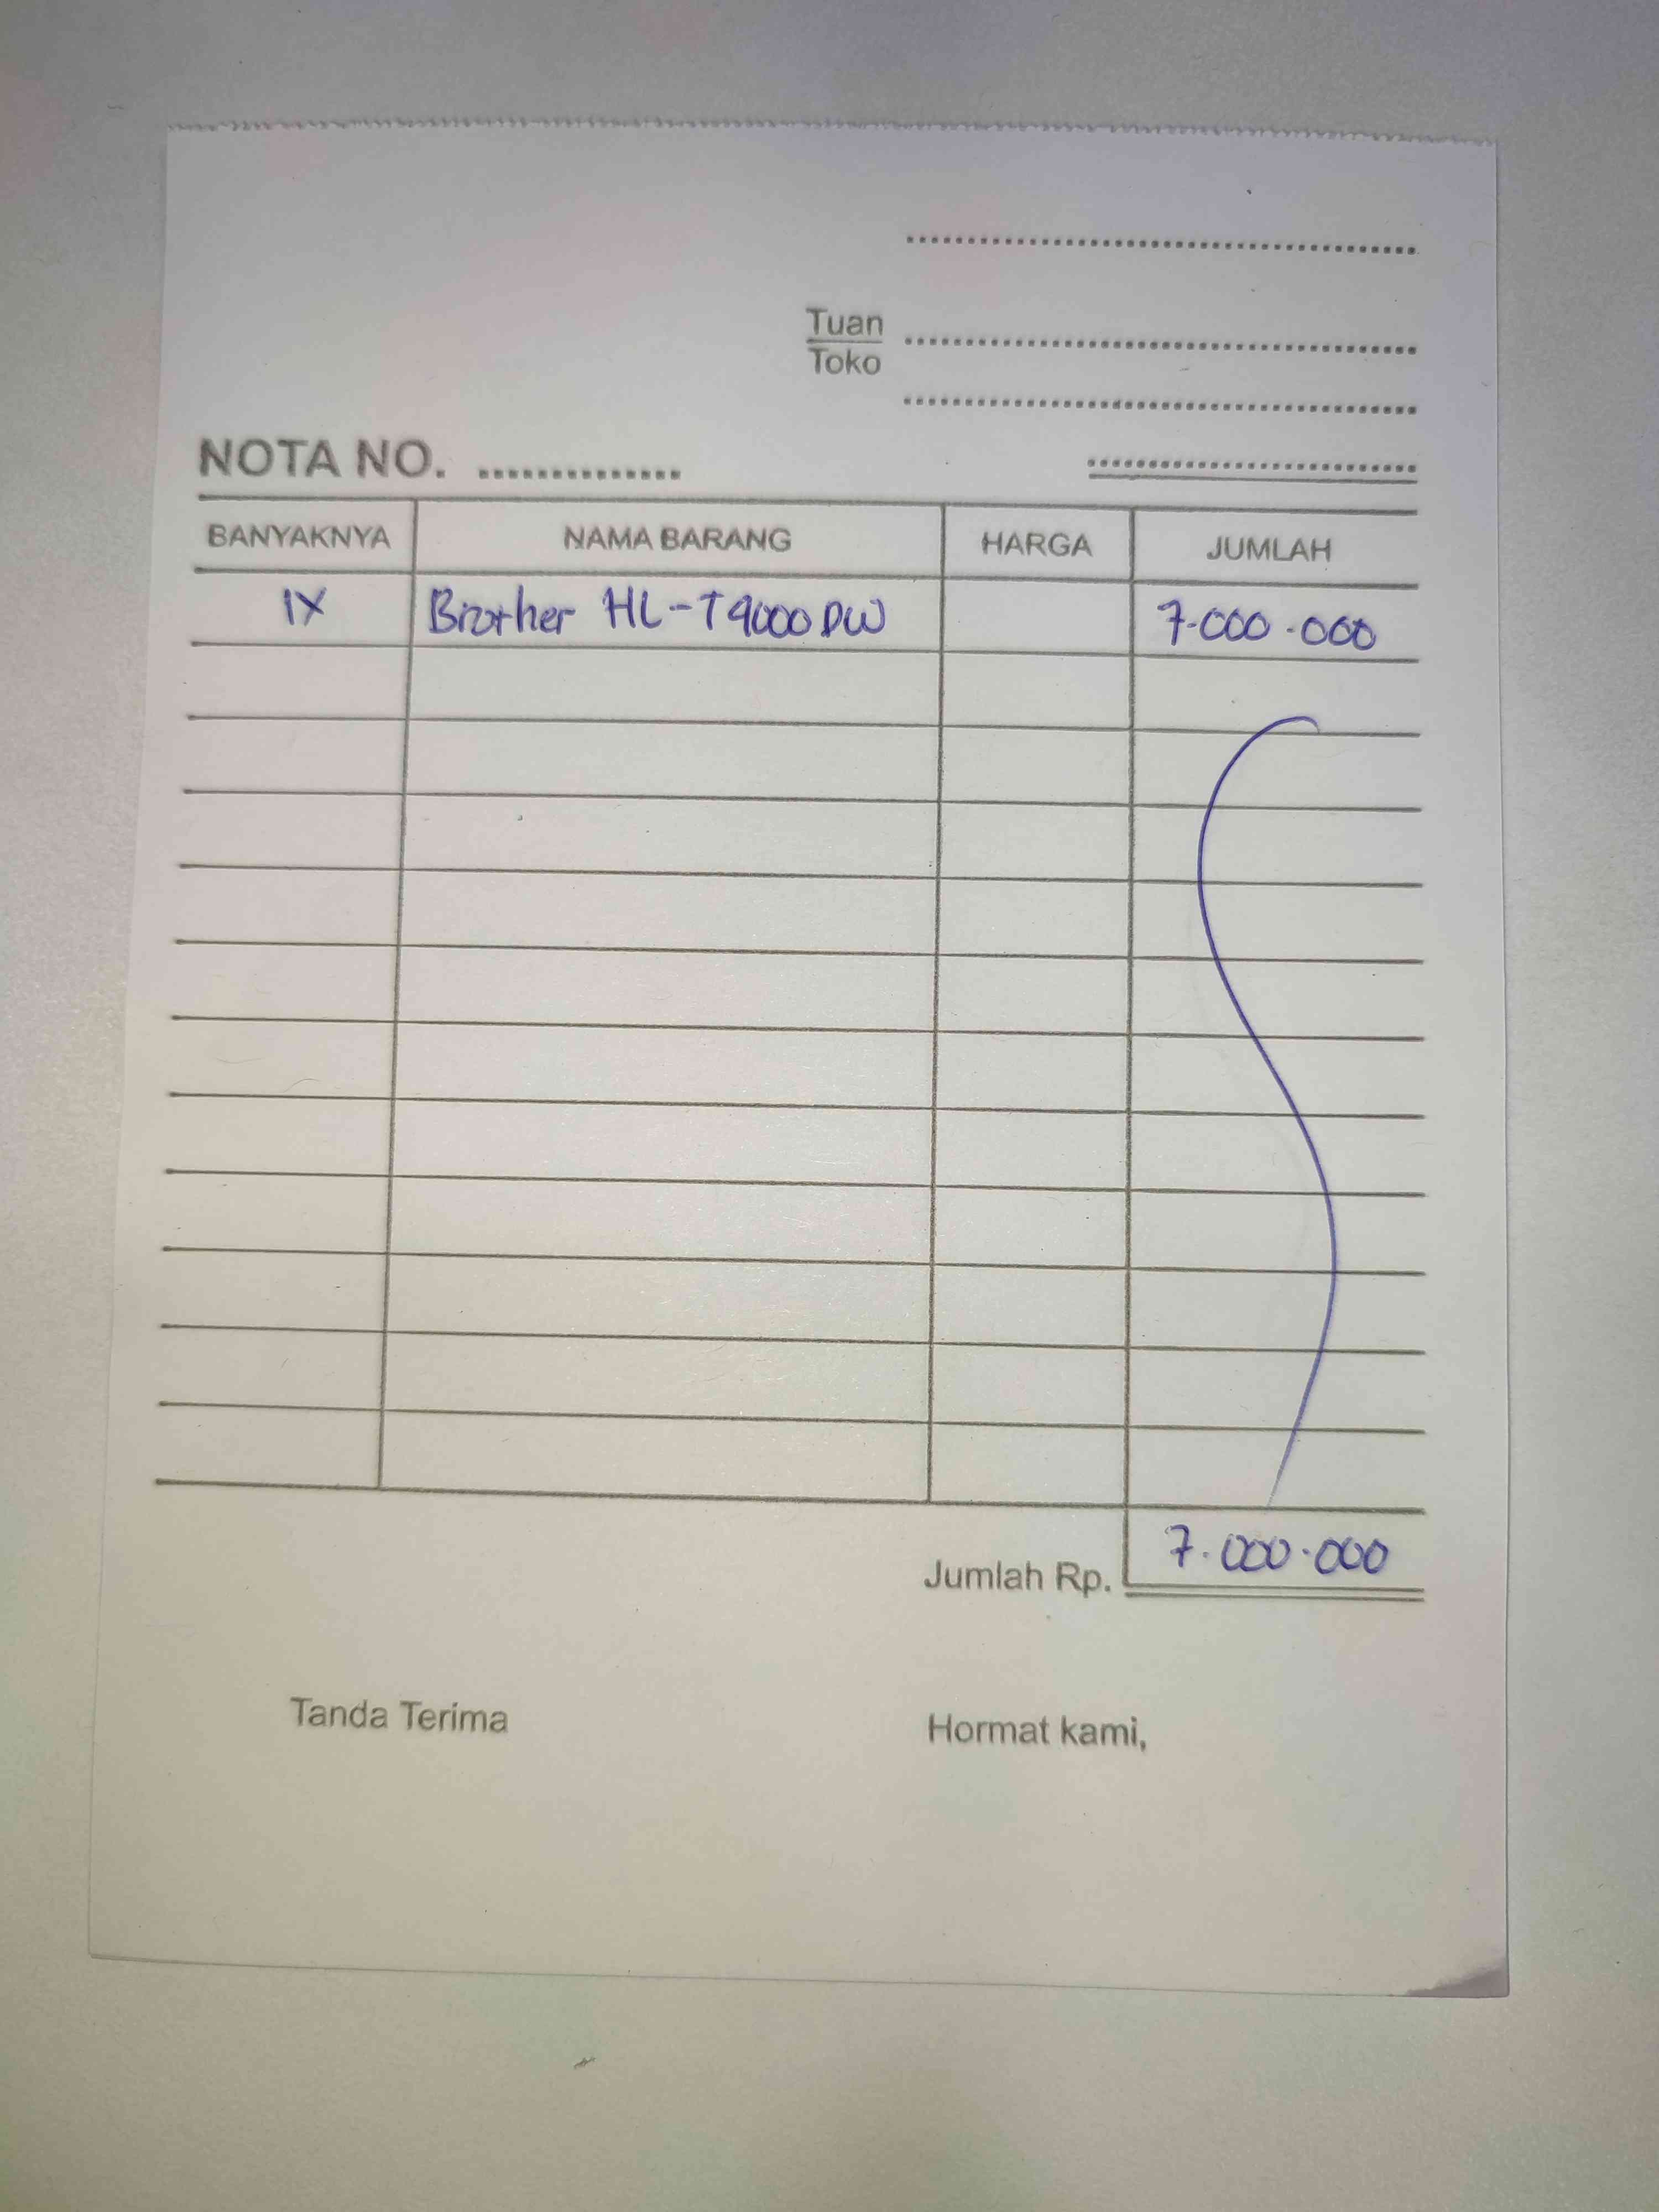 Tuan
Toko
NOTA NO. ..............
BANYAKNYA NAMA BARANG HARGA JUMLAH
1X Brother HL-T4000DW 7.000.000
Jumlah Rp. 7.000.000
Tanda Terima Hormat kami,